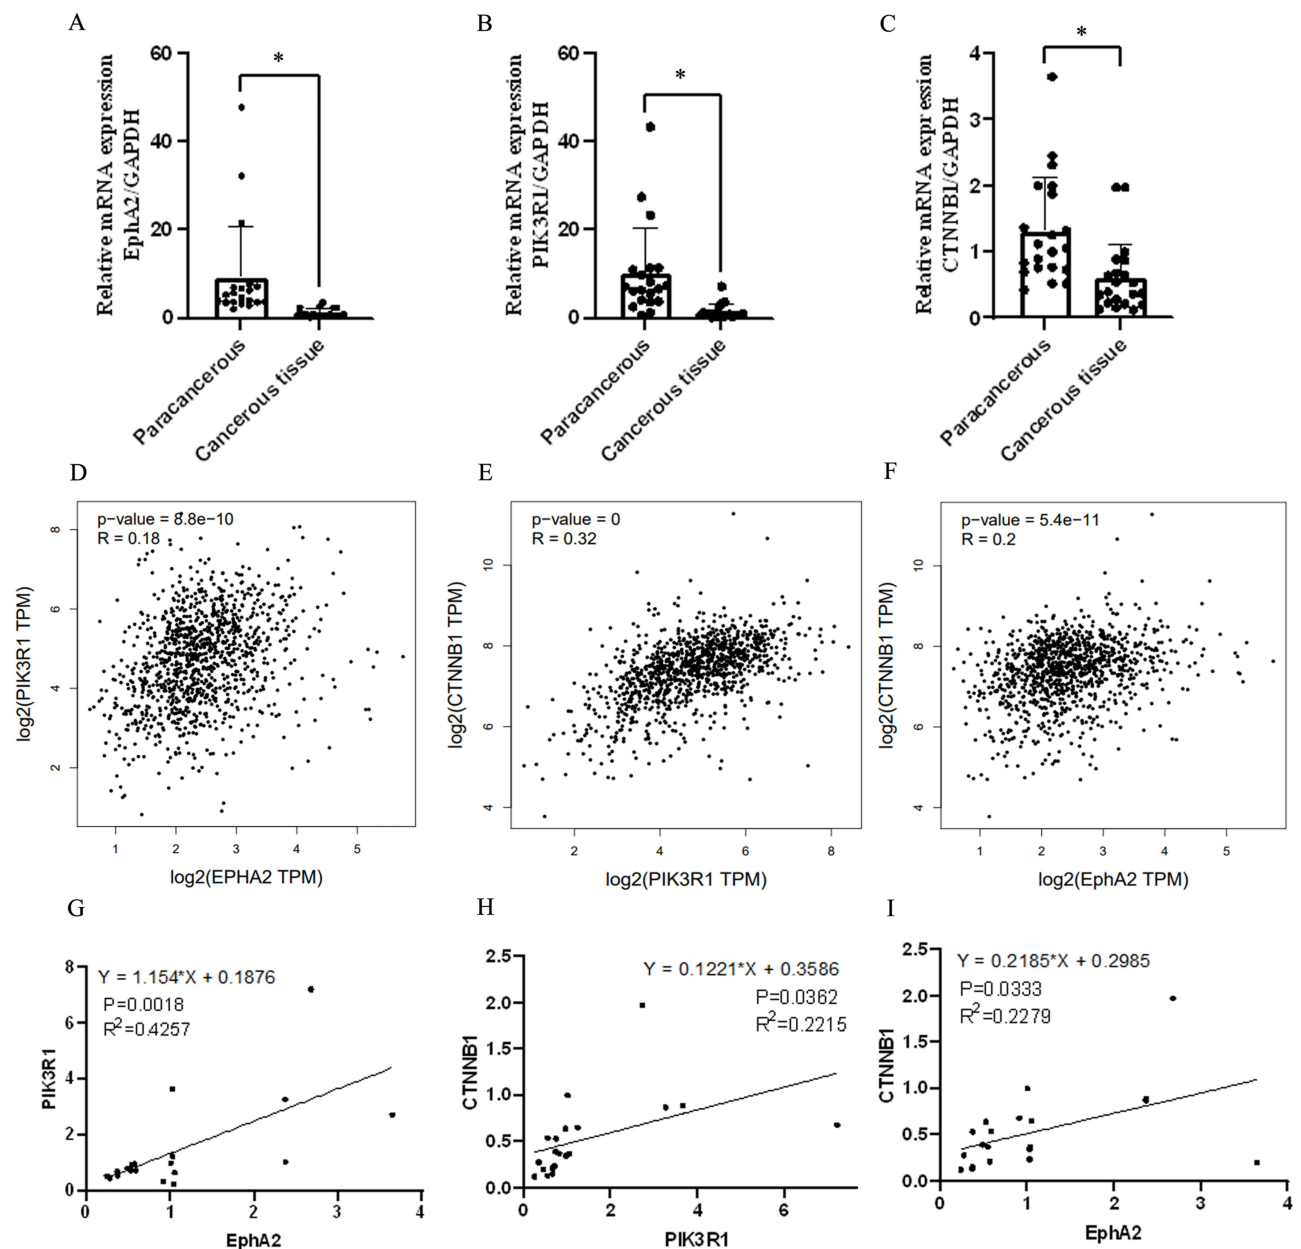 A
B
C
Relative mRNA expression
EphA2/GAPDH
60
40
20
0
*
Paracancerous
Cancerous tissue
Relative mRNA expression
PIK3R1/GAPDH
60
40
20
0
*
Paracancerous
Cancerous tissue
Relative mRNA expression
CTNNB1/GAPDH
4
3
2
1
0
*
Paracancerous
Cancerous tissue
D
E
F
p−value = 8.8e−10
R = 0.18
log2(PIK3R1 TPM)
8
6
4
2
1 2 3 4 5
log2(EPHA2 TPM)
p−value = 0
R = 0.32
log2(CTNNB1 TPM)
10
8
6
4
2 4 6 8
log2(PIK3R1 TPM)
p−value = 5.4e−11
R = 0.2
log2(CTNNB1 TPM)
10
8
6
4
1 2 3 4 5
log2(EphA2 TPM)
G
H
I
Y = 1.154*X + 0.1876
P=0.0018
R²=0.4257
PIK3R1
8
6
4
2
0
0 1 2 3 4
EphA2
Y = 0.1221*X + 0.3586
P=0.0362
R²=0.2215
CTNNB1
2.5
2.0
1.5
1.0
0.5
0.0
0 2 4 6
PIK3R1
Y = 0.2185*X + 0.2985
P=0.0333
R²=0.2279
CTNNB1
2.5
2.0
1.5
1.0
0.5
0.0
0 1 2 3 4
EphA2